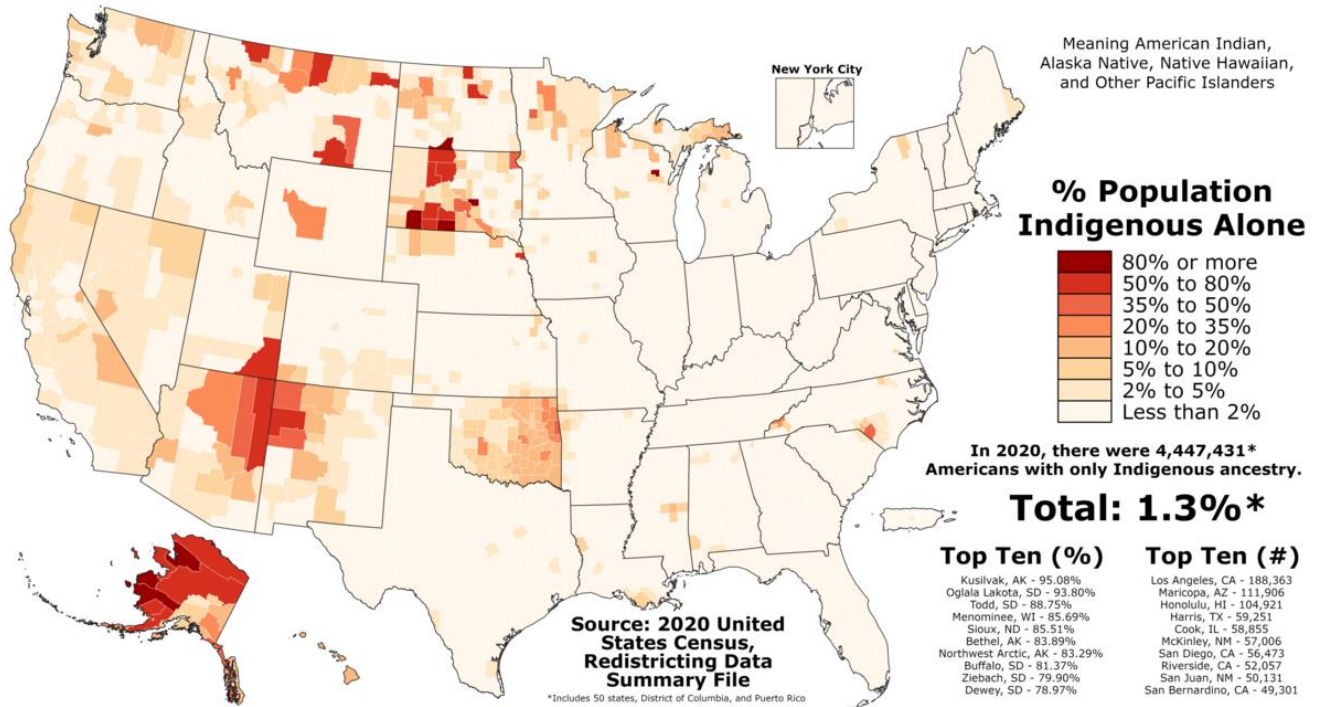 Meaning American Indian,
Alaska Native, Native Hawaiian,
and Other Pacific Islanders
New York City
% Population
Indigenous Alone
80% or more
50% to 80%
35% to 50%
20% to 35%
10% to 20%
5% to 10%
2% to 5%
Less than 2%
In 2020, there were 4,447,431*
Americans with only Indigenous ancestry.
Total: 1.3%*
Top Ten (%)
Kusilvak, AK - 95.08%
Oglala Lakota, SD - 93.80%
Todd, SD - 88.75%
Menominee, WI - 85.69%
Sioux, ND - 85.51%
Bethel, AK - 83.89%
Northwest Arctic, AK - 83.29%
Buffalo, SD - 81.37%
Ziebach, SD - 79.90%
Dewey, SD - 78.97%
Top Ten (#)
Los Angeles, CA - 188,363
Maricopa, AZ - 111,906
Honolulu, HI - 104,921
Harris, TX - 59,251
Cook, IL - 58,855
McKinley, NM - 57,006
San Diego, CA - 56,473
Riverside, CA - 52,057
San Juan, NM - 50,131
San Bernardino, CA - 49,301
Source: 2020 United
States Census,
Redistricting Data
Summary File
*Includes 50 states, District of Columbia, and Puerto Rico